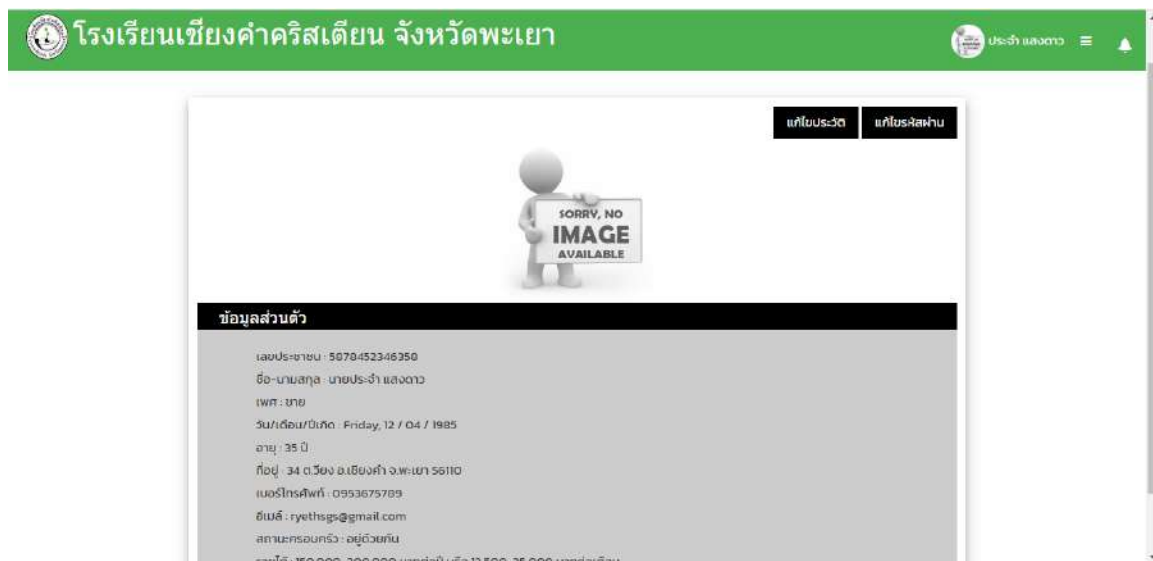 โรงเรียนเชียงคำคริสเตียน จังหวัดพะเยา
ประจำ แสงดาว
แก้ไขประวัติ แก้ไขรหัสผ่าน
SORRY, NO
IMAGE
AVAILABLE
ข้อมูลส่วนตัว
เลขประชาชน : 5878452346358
ชื่อ-นามสกุล : นายประจำ แสงดาว
เพศ : ชาย
วัน/เดือน/ปีเกิด : Friday, 12 / 04 / 1985
อายุ : 35 ปี
ที่อยู่ : 34 ต.เวียง อ.เชียงคำ จ.พะเยา 56110
เบอร์โทรศัพท์ : 0953675789
อีเมล์ : ryethsgs@gmail.com
สถานะครอบครัว : อยู่ด้วยกัน